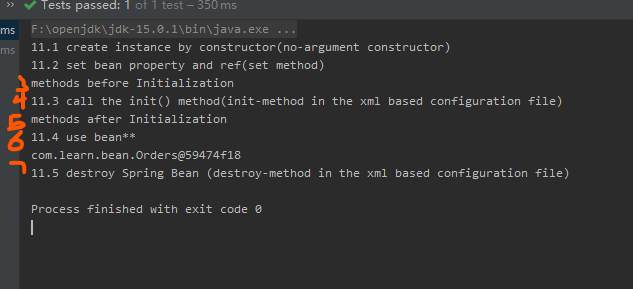 >> Tests passed: 1 of 1 test – 350 ms
ms F:\openjdk\jdk-15.0.1\bin\java.exe ...
ms 11.1 create instance by constructor(no-argument constructor)
11.2 set bean property and ref(set method)
3 methods before Initialization
4 11.3 call the init() method(init-method in the xml based configuration file)
5 methods after Initialization
6 11.4 use bean**
com.learn.bean.Orders@59474f18
7 11.5 destroy Spring Bean (destroy-method in the xml based configuration file)
Process finished with exit code 0